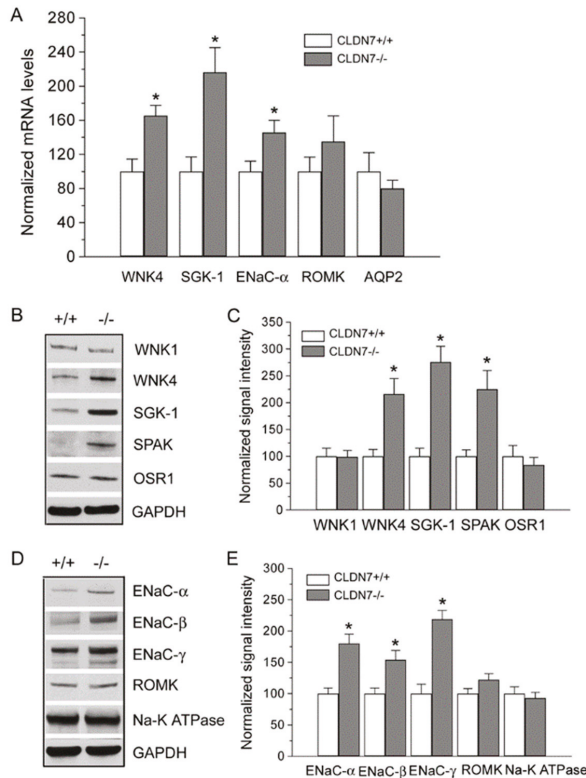 A
Normalized mRNA levels
280
240
200
160
120
80
40
0
CLDN7+/+
CLDN7-/-
*
*
*
WNK4 SGK-1 ENaC-α ROMK AQP2
B
+/+ -/-
WNK1
WNK4
SGK-1
SPAK
OSR1
GAPDH
C
Normalized signal intensity
350
300
250
200
150
100
50
0
CLDN7+/+
CLDN7-/-
*
*
*
WNK1 WNK4 SGK-1 SPAK OSR1
D
+/+ -/-
ENaC-α
ENaC-β
ENaC-γ
ROMK
Na-K ATPase
GAPDH
E
Normalized signal intensity
300
250
200
150
100
50
0
CLDN7+/+
CLDN7-/-
*
*
*
ENaC-α ENaC-β ENaC-γ ROMK Na-K ATPase